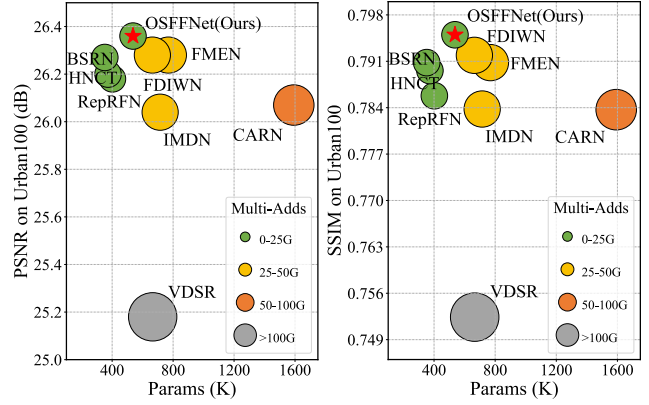 PSNR on Urban100 (dB)
26.4
26.2
26.0
25.8
25.6
25.4
25.2
25.0
OSFFNet(Ours)
BSRN
FMEN
HNCT
FDIWN
RepRFN
IMDN
CARN
VDSR
Multi-Adds
0-25G
25-50G
50-100G
>100G
400
800
1200
1600
Params (K)
SSIM on Urban100
0.798
0.791
0.784
0.777
0.770
0.763
0.756
0.749
OSFFNet(Ours)
FDIWN
BSRN
FMEN
HNCT
RepRFN
IMDN
CARN
VDSR
Multi-Adds
0-25G
25-50G
50-100G
>100G
400
800
1200
1600
Params (K)